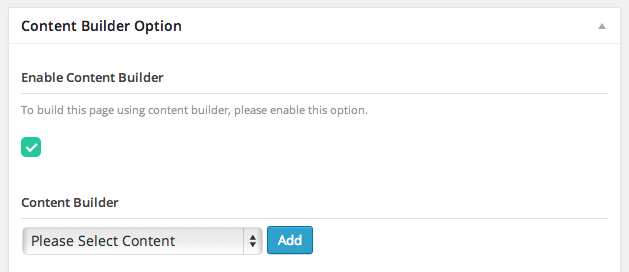 Content Builder Option
Enable Content Builder
To build this page using content builder, please enable this option.
Content Builder
Please Select Content
Add